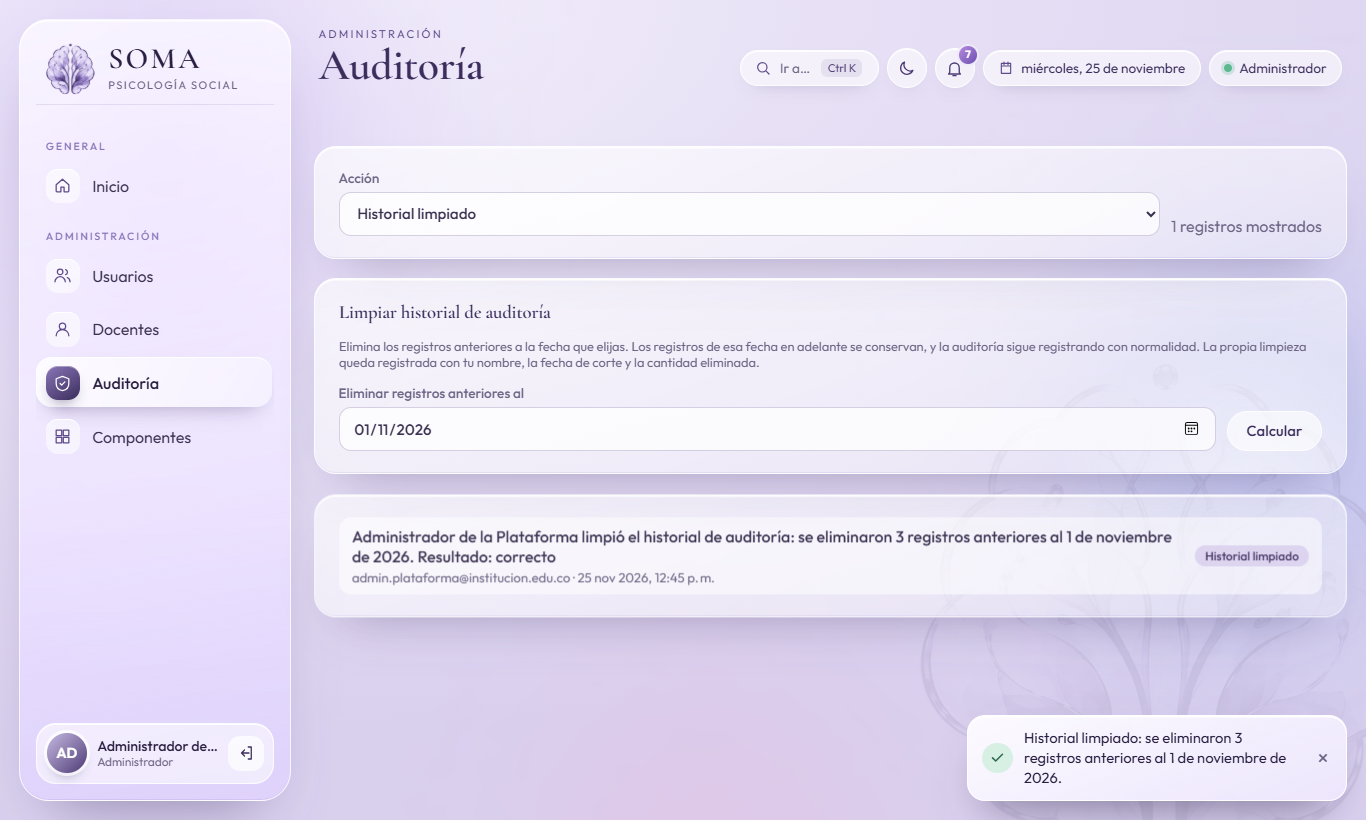 SOMA
PSICOLOGÍA SOCIAL
GENERAL
Inicio
ADMINISTRACIÓN
Usuarios
Docentes
Auditoría
Componentes
AD
Administrador de...
Administrador
ADMINISTRACIÓN
Auditoría
Ir a...
Ctrl K
7
miércoles, 25 de noviembre
Administrador
Acción
Historial limpiado
1 registros mostrados
Limpiar historial de auditoría
Elimina los registros anteriores a la fecha que elijas. Los registros de esa fecha en adelante se conservan, y la auditoría sigue registrando con normalidad. La propia limpieza
queda registrada con tu nombre, la fecha de corte y la cantidad eliminada.
Eliminar registros anteriores al
01/11/2026
Calcular
Administrador de la Plataforma limpió el historial de auditoría: se eliminaron 3 registros anteriores al 1 de noviembre
de 2026. Resultado: correcto
admin.plataforma@institucion.edu.co · 25 nov 2026, 12:45 p. m.
Historial limpiado
Historial limpiado: se eliminaron 3
registros anteriores al 1 de noviembre de
2026.